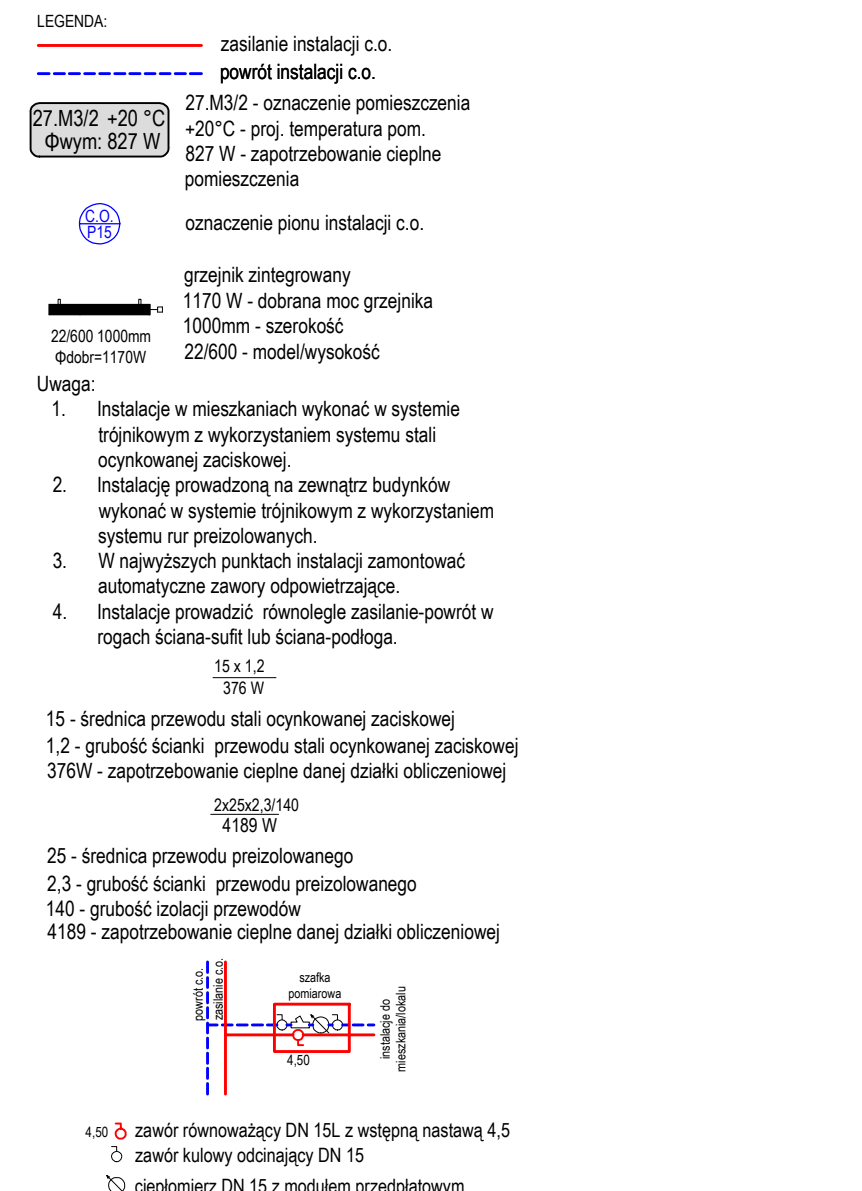 LEGENDA:
zasilanie instalacji c.o.
powrót instalacji c.o.
27.M3/2 +20 °C
Φwym: 827 W
27.M3/2 - oznaczenie pomieszczenia
+20°C - proj. temperatura pom.
827 W - zapotrzebowanie cieplne
pomieszczenia
C.O.
P15
oznaczenie pionu instalacji c.o.
22/600 1000mm
Φdobr=1170W
grzejnik zintegrowany
1170 W - dobrana moc grzejnika
1000mm - szerokość
22/600 - model/wysokość
Uwaga:
1. Instalacje w mieszkaniach wykonać w systemie
trójnikowym z wykorzystaniem systemu stali
ocynkowanej zaciskowej.
2. Instalację prowadzoną na zewnątrz budynków
wykonać w systemie trójnikowym z wykorzystaniem
systemu rur preizolowanych.
3. W najwyższych punktach instalacji zamontować
automatyczne zawory odpowietrzające.
4. Instalacje prowadzić równolegle zasilanie-powrót w
rogach ściana-sufit lub ściana-podłoga.
15 x 1,2
376 W
15 - średnica przewodu stali ocynkowanej zaciskowej
1,2 - grubość ścianki przewodu stali ocynkowanej zaciskowej
376W - zapotrzebowanie cieplne danej działki obliczeniowej
2x25x2,3/140
4189 W
25 - średnica przewodu preizolowanego
2,3 - grubość ścianki przewodu preizolowanego
140 - grubość izolacji przewodów
4189 - zapotrzebowanie cieplne danej działki obliczeniowej
powrót c.o.
zasilanie c.o.
szafka
pomiarowa
4,50
instalacje do
mieszkania/lokalu
4,50 zawór równoważący DN 15L z wstępną nastawą 4,5
zawór kulowy odcinający DN 15
ciepłomierz DN 15 z modułem przedpłatowym